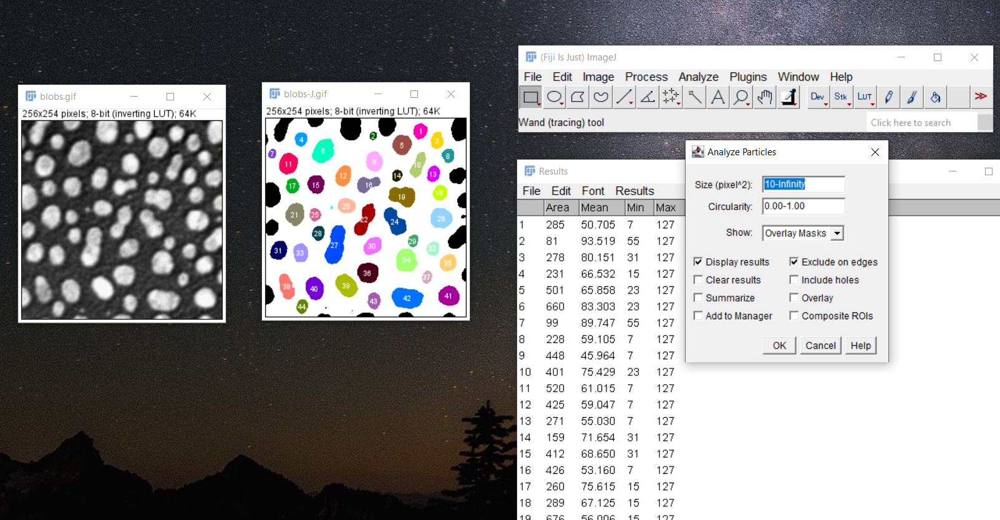 blobs.gif
256x254 pixels; 8-bit (inverting LUT); 64K
blobs-J.gif
256x254 pixels; 8-bit (inverting LUT); 64K
1
2
3
4
5
6
7
8
9
10
11
12
13
14
15
16
17
18
19
20
21
22
24
25
26
27
28
29
30
31
32
33
34
35
36
37
38
39
40
41
42
43
44
(Fiji Is Just) ImageJ
File Edit Image Process Analyze Plugins Window Help
Dev Stk LUT
Wand (tracing) tool
Click here to search
Results
File Edit Font Results
Area Mean Min Max
1 285 50.705 7 127
2 81 93.519 55 127
3 278 80.151 31 127
4 231 66.532 15 127
5 501 65.858 23 127
6 660 83.303 23 127
7 99 89.747 55 127
8 228 59.105 7 127
9 448 45.964 7 127
10 401 75.429 23 127
11 520 61.015 7 127
12 425 59.047 7 127
13 271 55.030 7 127
14 159 71.654 31 127
15 412 68.650 31 127
16 426 53.160 7 127
17 260 75.615 15 127
18 289 67.125 15 127
19 676 56.006 15 127
Analyze Particles
Size (pixel^2): 10-Infinity
Circularity: 0.00-1.00
Show: Overlay Masks
Display results Exclude on edges
Clear results Include holes
Summarize Overlay
Add to Manager Composite ROIs
OK Cancel Help